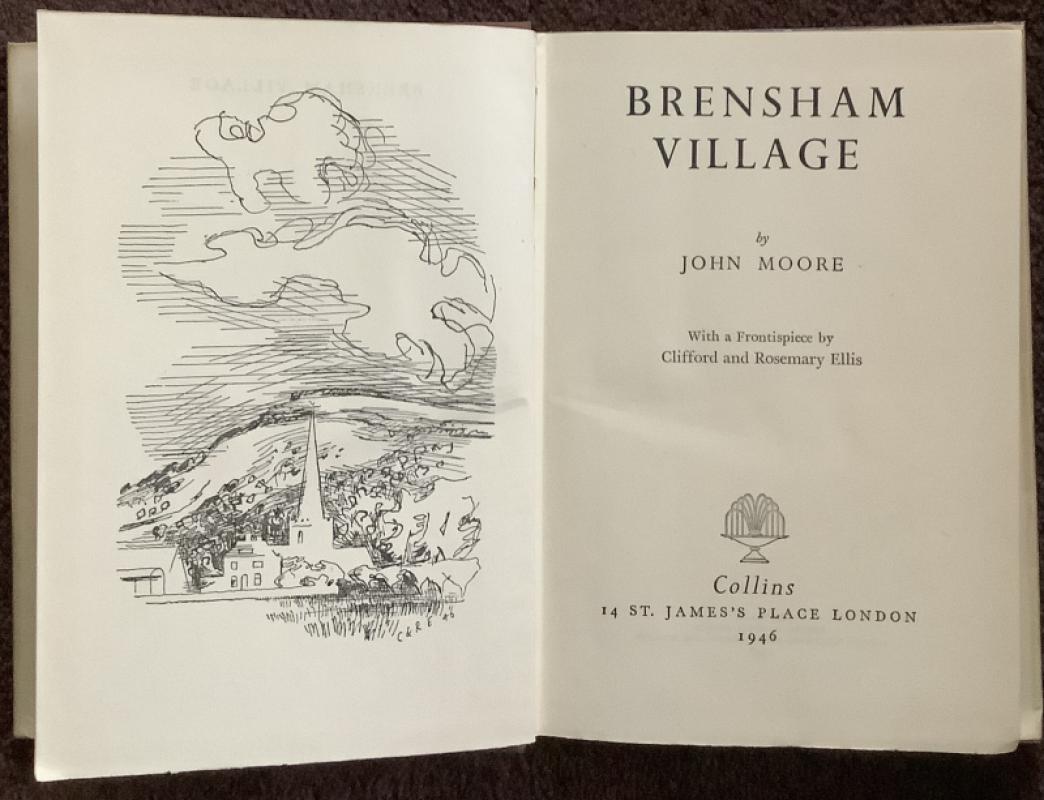 C & R E 46
BRENSHAM
VILLAGE
by
JOHN MOORE
With a Frontispiece by
Clifford and Rosemary Ellis
Collins
14 ST. JAMES'S PLACE LONDON
1946